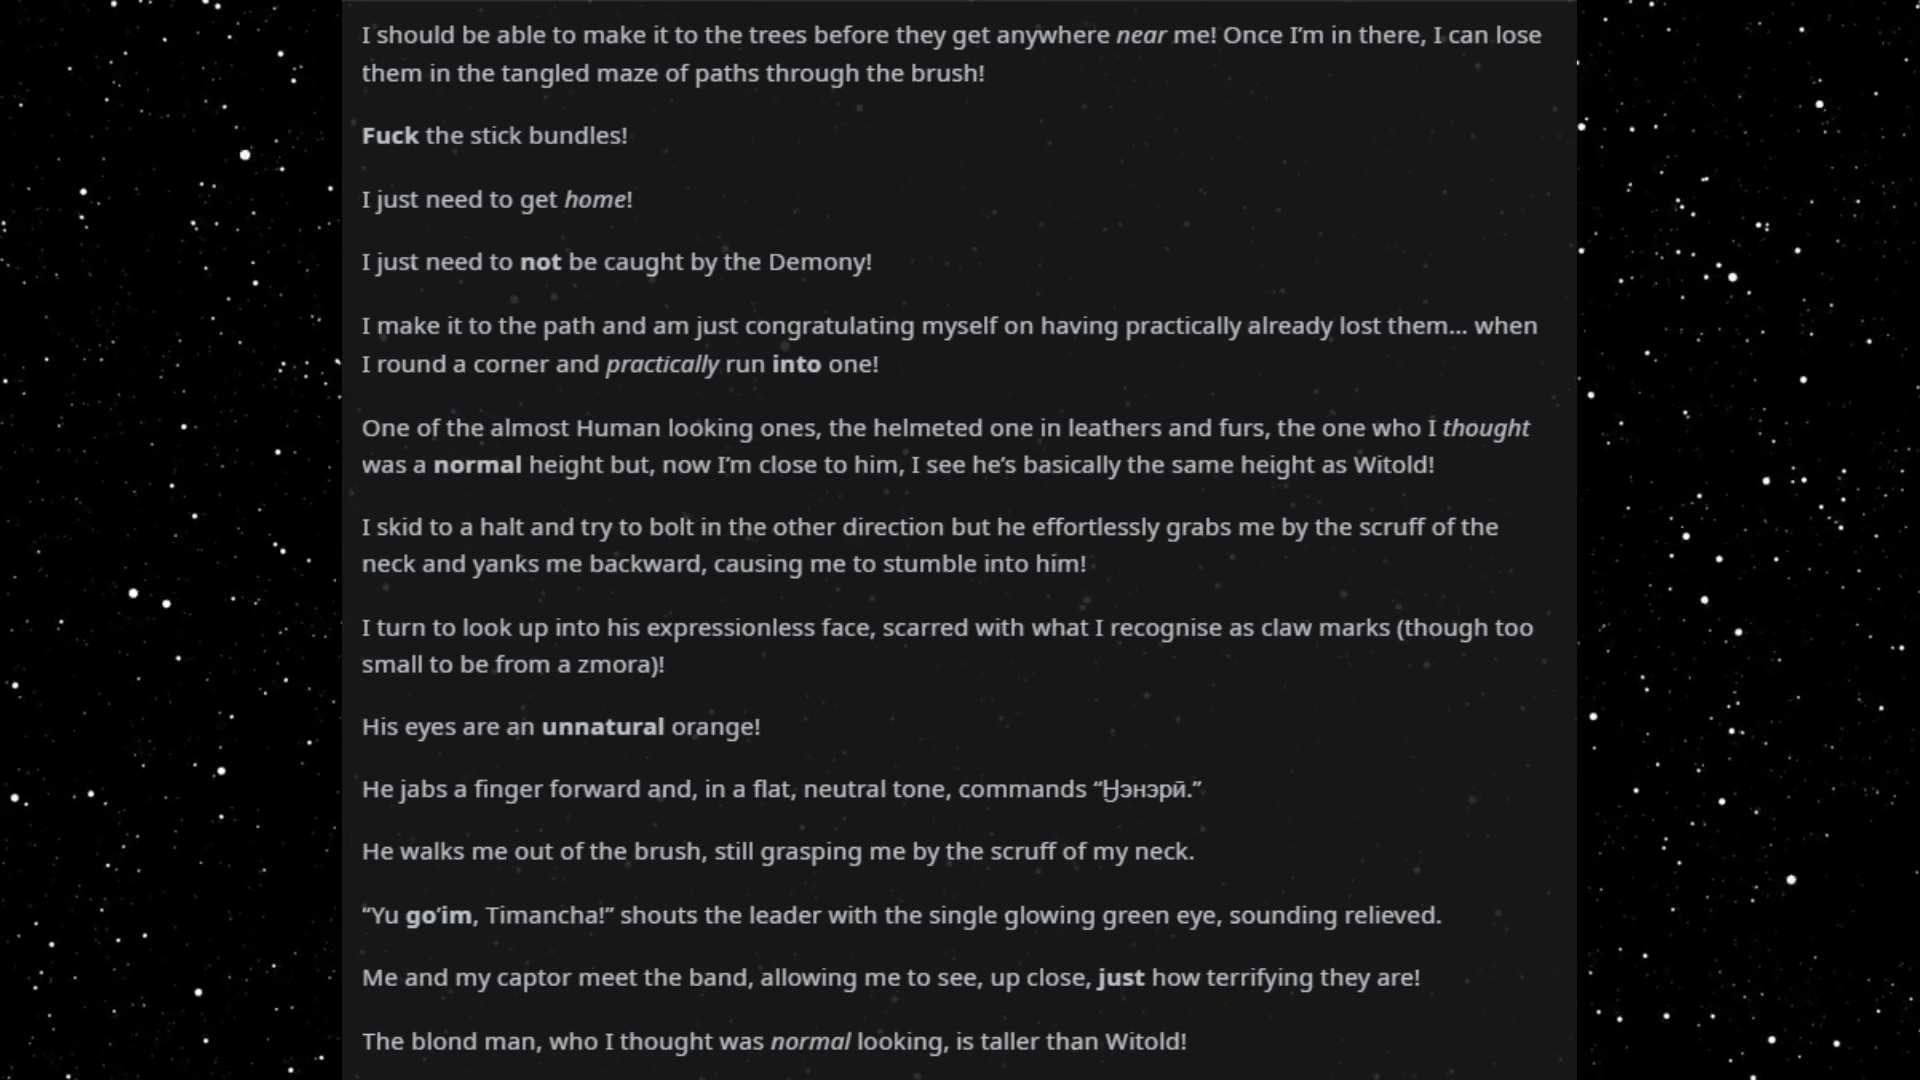 I should be able to make it to the trees before they get anywhere near me! Once I’m in there, I can lose
them in the tangled maze of paths through the brush!
Fuck the stick bundles!
I just need to get home!
I just need to not be caught by the Demony!
I make it to the path and am just congratulating myself on having practically already lost them… when
I round a corner and practically run into one!
One of the almost Human looking ones, the helmeted one in leathers and furs, the one who I thought
was a normal height but, now I’m close to him, I see he’s basically the same height as Witold!
I skid to a halt and try to bolt in the other direction but he effortlessly grabs me by the scruff of the
neck and yanks me backward, causing me to stumble into him!
I turn to look up into his expressionless face, scarred with what I recognise as claw marks (though too
small to be from a zmora)!
His eyes are an unnatural orange!
He jabs a finger forward and, in a flat, neutral tone, commands “Ӈэнэрӣ.”
He walks me out of the brush, still grasping me by the scruff of my neck.
“Yu go’im, Timancha!” shouts the leader with the single glowing green eye, sounding relieved.
Me and my captor meet the band, allowing me to see, up close, just how terrifying they are!
The blond man, who I thought was normal looking, is taller than Witold!